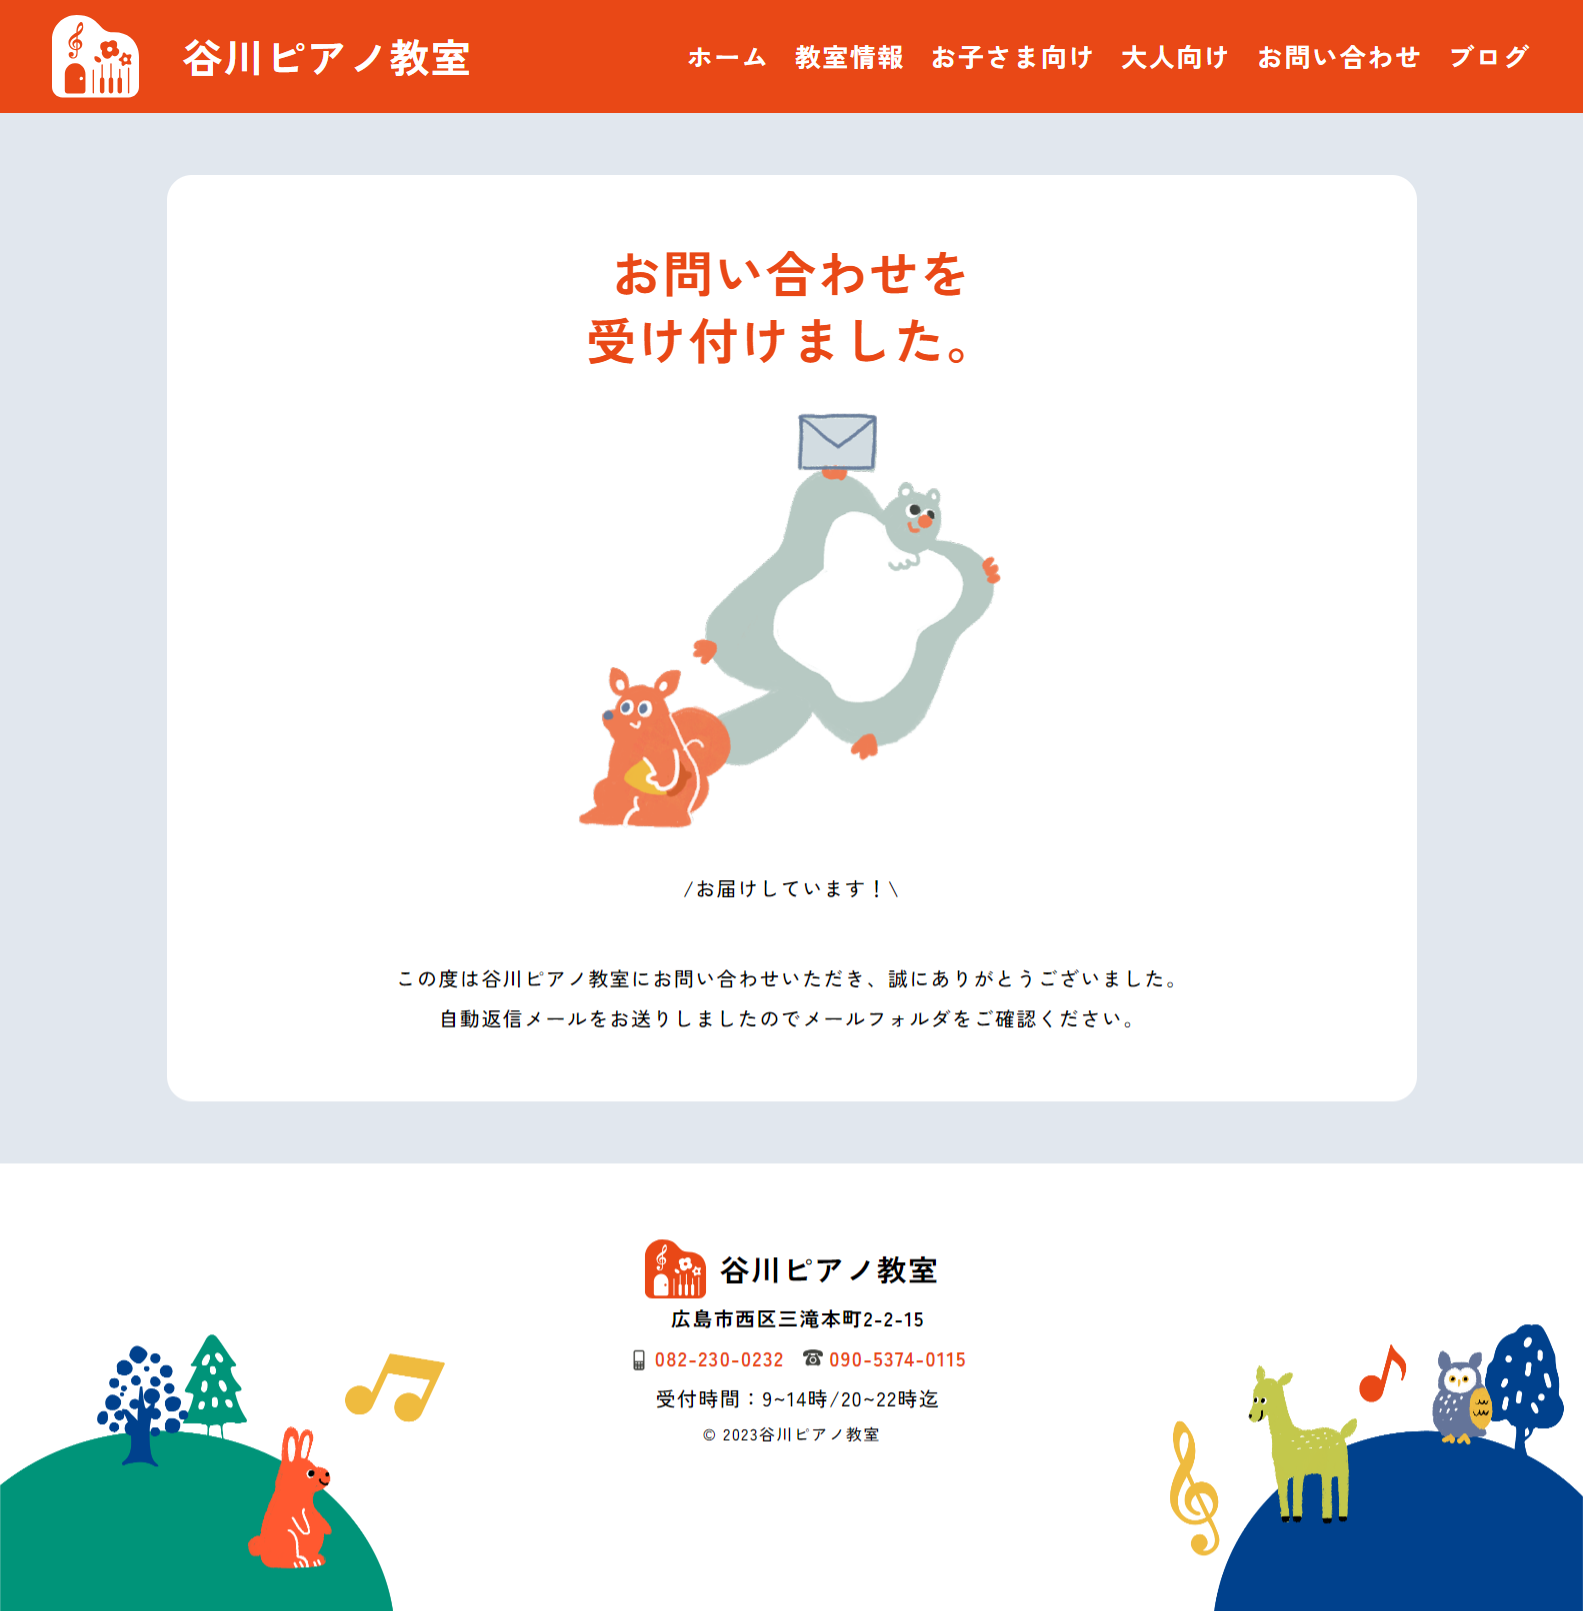 谷川ピアノ教室
ホーム 教室情報 お子さま向け 大人向け お問い合わせ ブログ
お問い合わせを
受け付けました。
/お届けしています！\
この度は谷川ピアノ教室にお問い合わせいただき、誠にありがとうございました。
自動返信メールをお送りしましたのでメールフォルダをご確認ください。
谷川ピアノ教室
広島市西区三滝本町2-2-15
082-230-0232 090-5374-0115
受付時間：9~14時/20~22時迄
© 2023谷川ピアノ教室